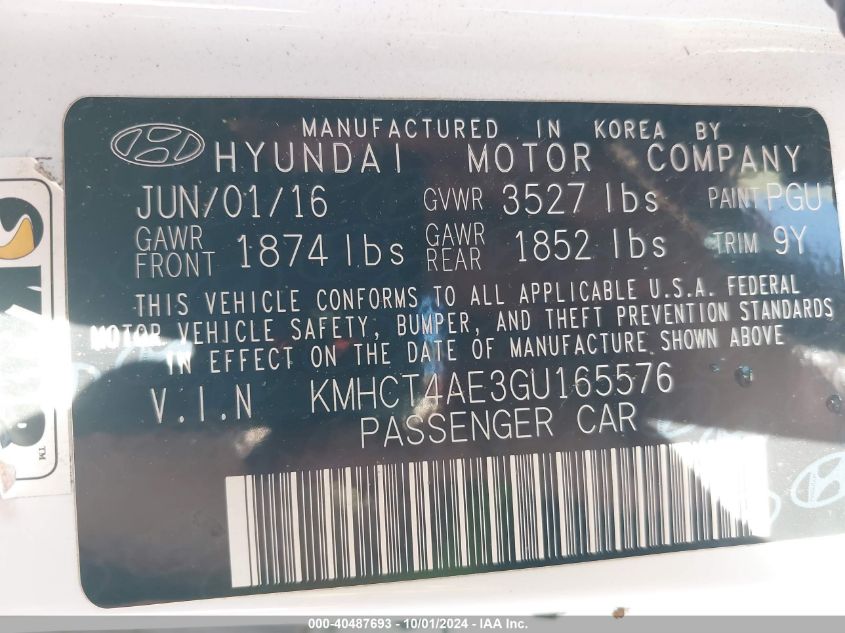 MANUFACTURED IN KOREA BY
HYUNDAI MOTOR COMPANY
JUN/01/16 GVWR 3527 lbs PAINT PGU
GAWR FRONT 1874 lbs GAWR REAR 1852 lbs TRIM 9Y
THIS VEHICLE CONFORMS TO ALL APPLICABLE U.S.A. FEDERAL
MOTOR VEHICLE SAFETY, BUMPER, AND THEFT PREVENTION STANDARDS
IN EFFECT ON THE DATE OF MANUFACTURE SHOWN ABOVE
V.I.N KMHCT4AE3GU165576
PASSENGER CAR
TM
000-40487693 - 10/01/2024 - IAA Inc.